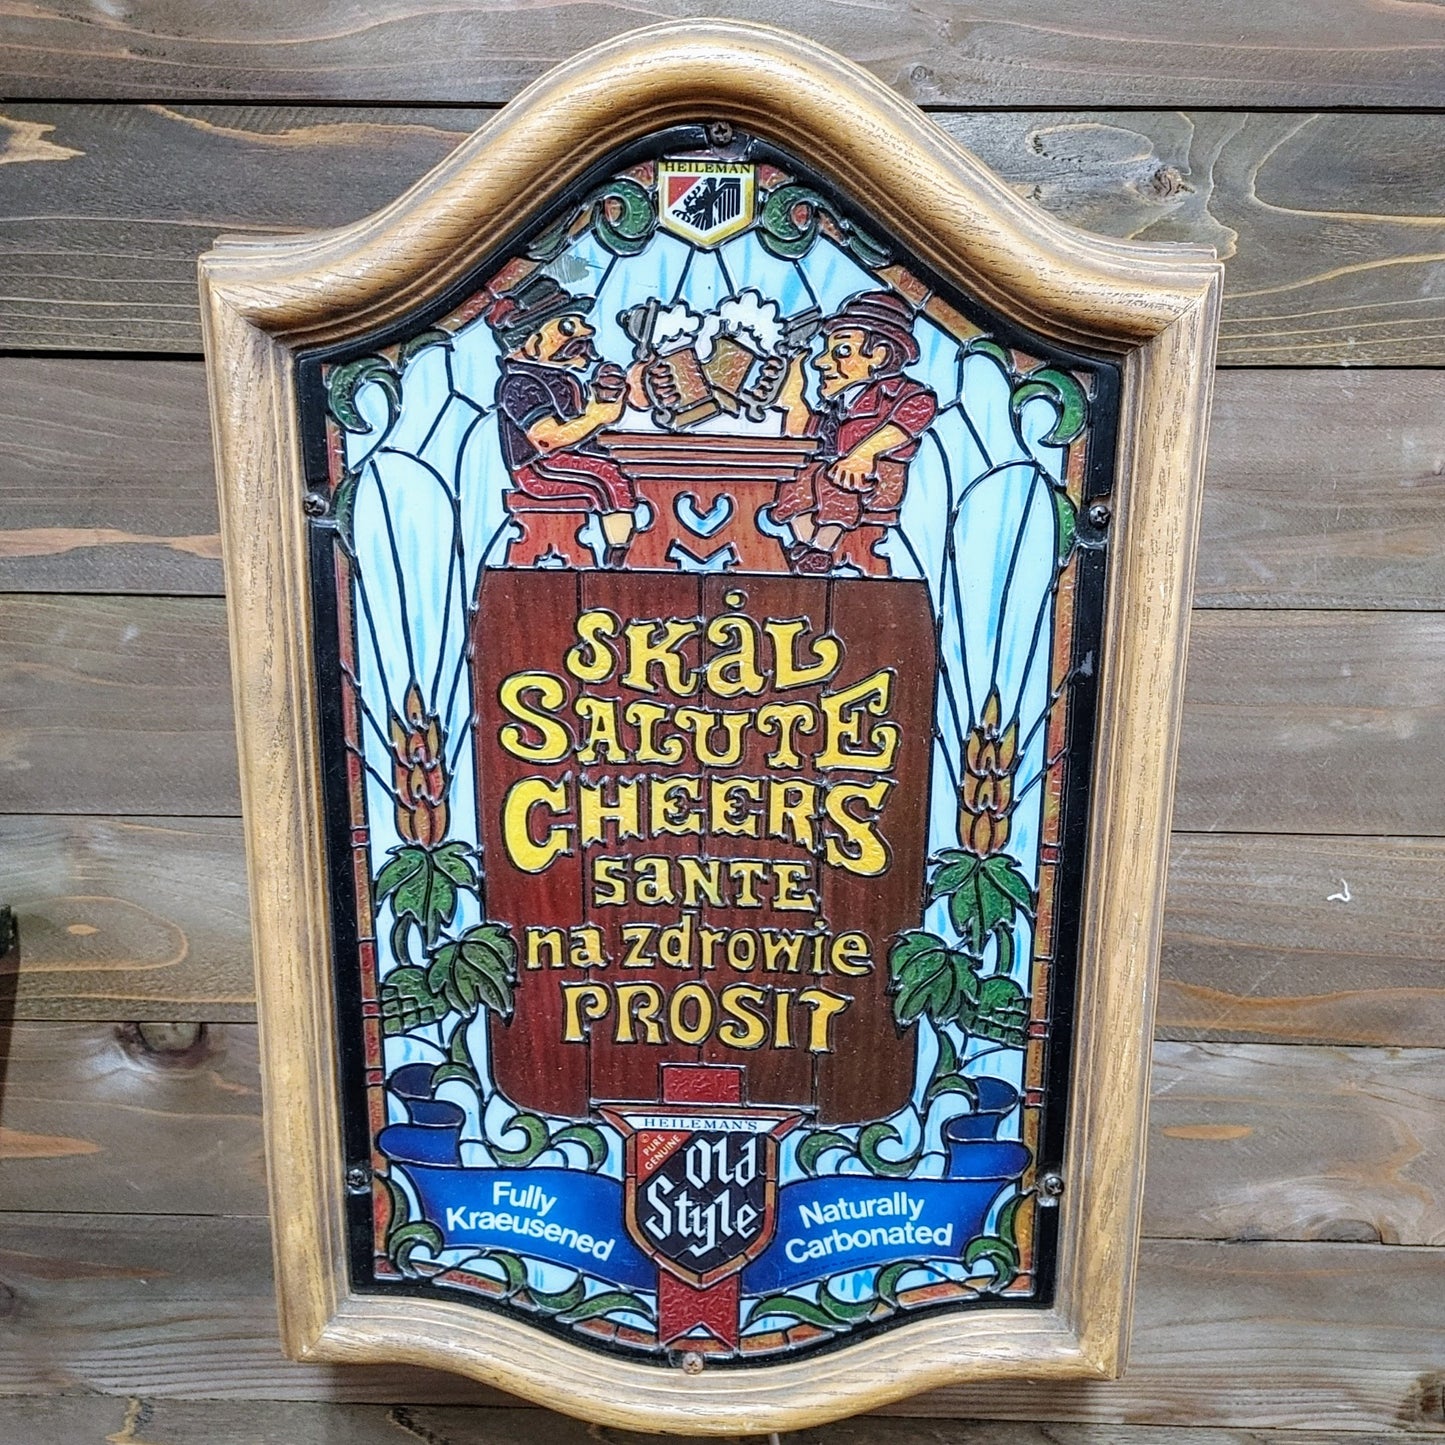 HEILEMAN
SKåL
SALUTE
CHEERS
saNTE
na zdrowie
PROSIT
HEILEMAN'S
© PURE
GENUINE
Old
Style
Fully
Kraeusened
Naturally
Carbonated